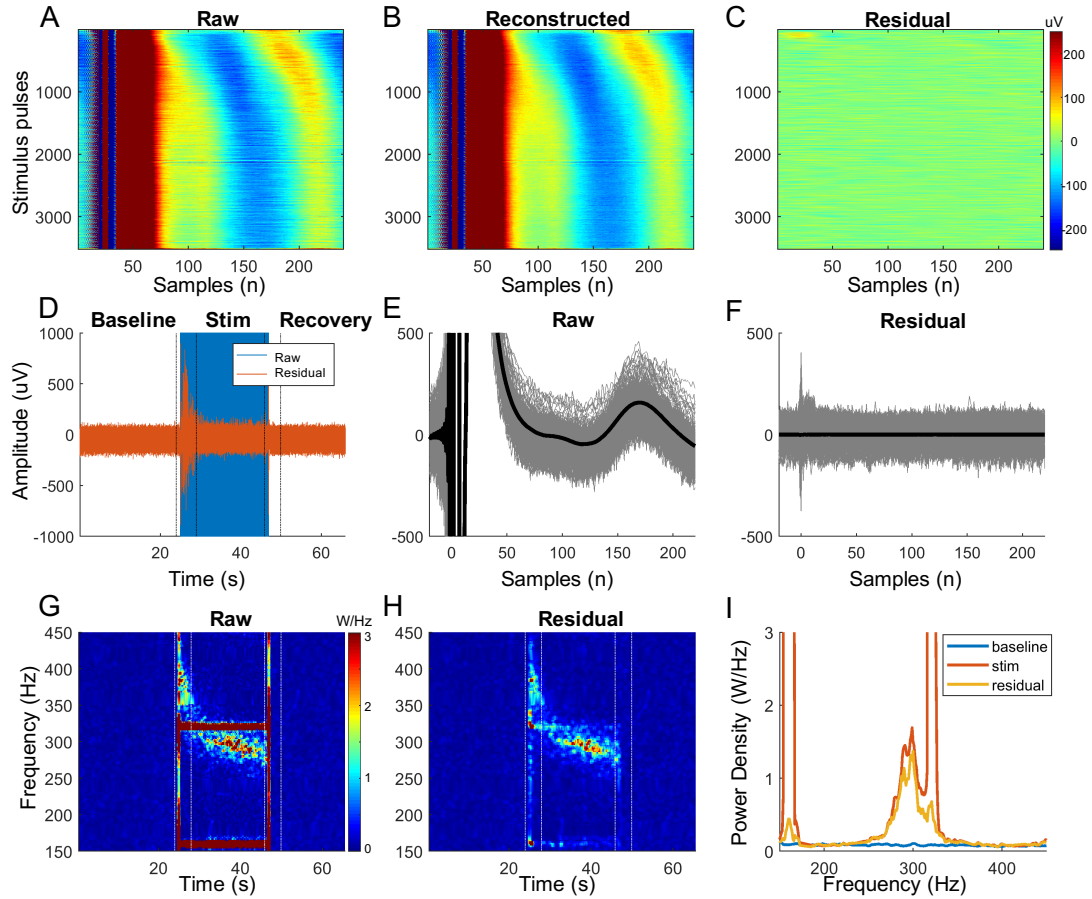 A Raw
B Reconstructed
C Residual
uV
Stimulus pulses
1000
2000
3000
50 100 150 200
Samples (n)
1000
2000
3000
50 100 150 200
Samples (n)
1000
2000
3000
50 100 150 200
Samples (n)
200
100
0
-100
-200
D
Baseline Stim Recovery
Raw
Residual
Amplitude (uV)
1000
500
0
-500
-1000
20 40 60
Time (s)
E Raw
500
0
-500
0 50 100 150 200
Samples (n)
F Residual
500
0
-500
0 50 100 150 200
Samples (n)
G Raw
W/Hz
Frequency (Hz)
450
400
350
300
250
200
150
20 40 60
Time (s)
3
2
1
0
H Residual
450
400
350
300
250
200
150
20 40 60
Time (s)
I
Power Density (W/Hz)
3
2
1
0
200 300 400
Frequency (Hz)
baseline
stim
residual